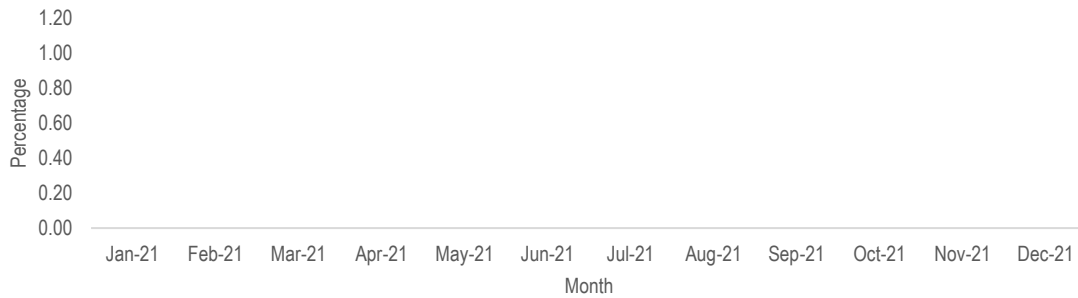 1.20
1.00
0.80
0.60
0.40
0.20
0.00
Percentage
Jan-21 Feb-21 Mar-21 Apr-21 May-21 Jun-21 Jul-21 Aug-21 Sep-21 Oct-21 Nov-21 Dec-21
Month